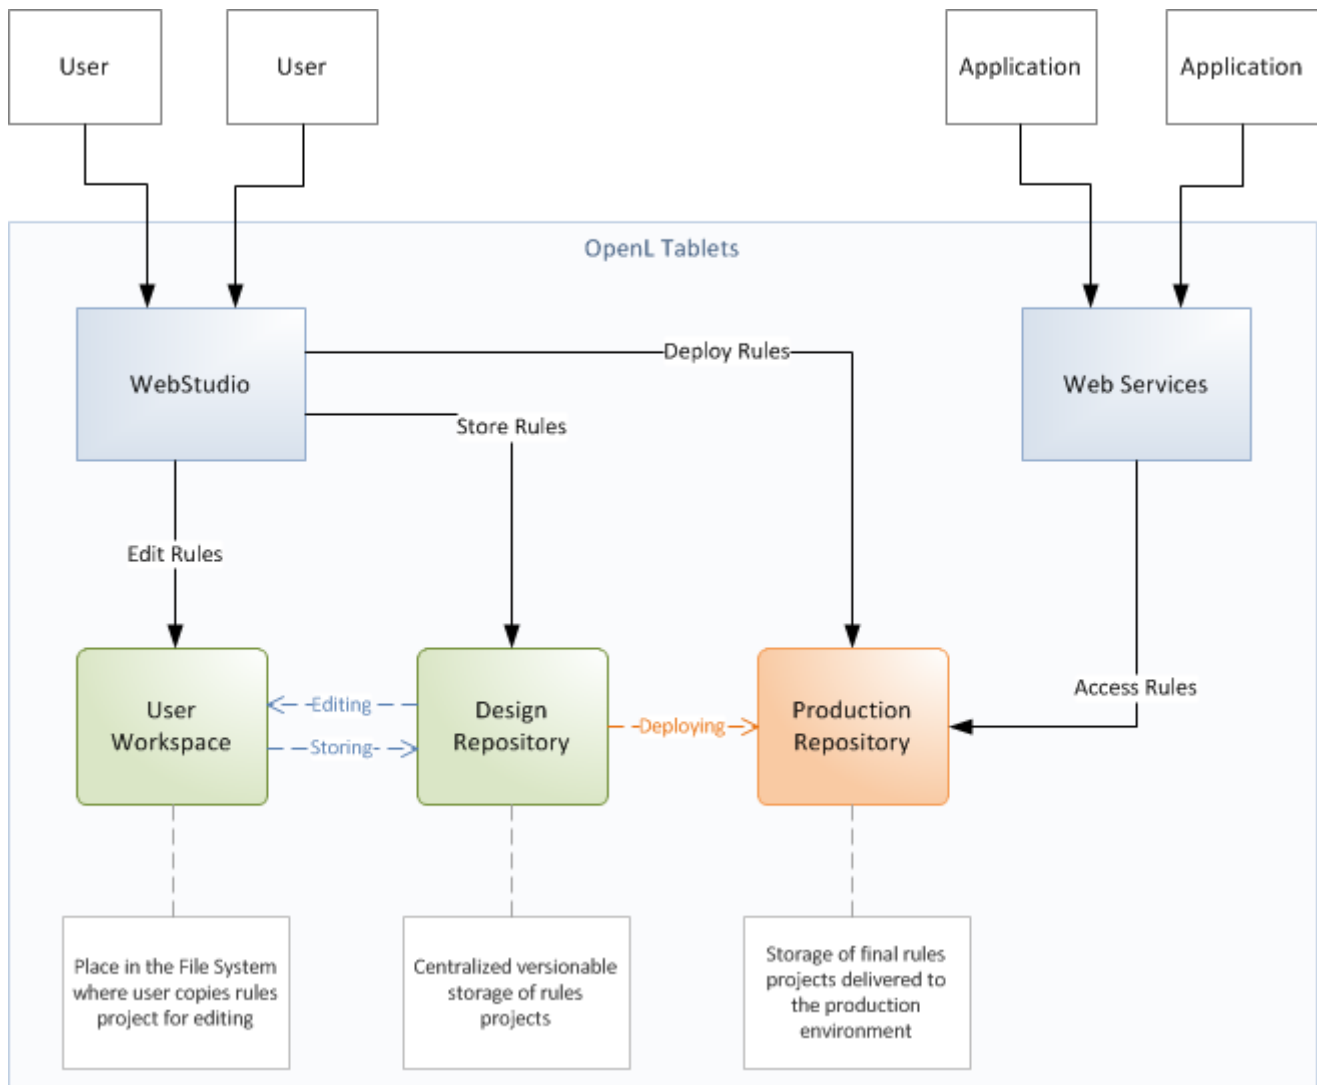 User
User
Application
Application
OpenL Tablets
WebStudio
Deploy Rules
Web Services
Store Rules
Edit Rules
Access Rules
User
Workspace
Editing
Storing
Design
Repository
Deploying
Production
Repository
Place in the File System
where user copies rules
project for editing
Centralized versionable
storage of rules
projects
Storage of final rules
projects delivered to
the production
environment